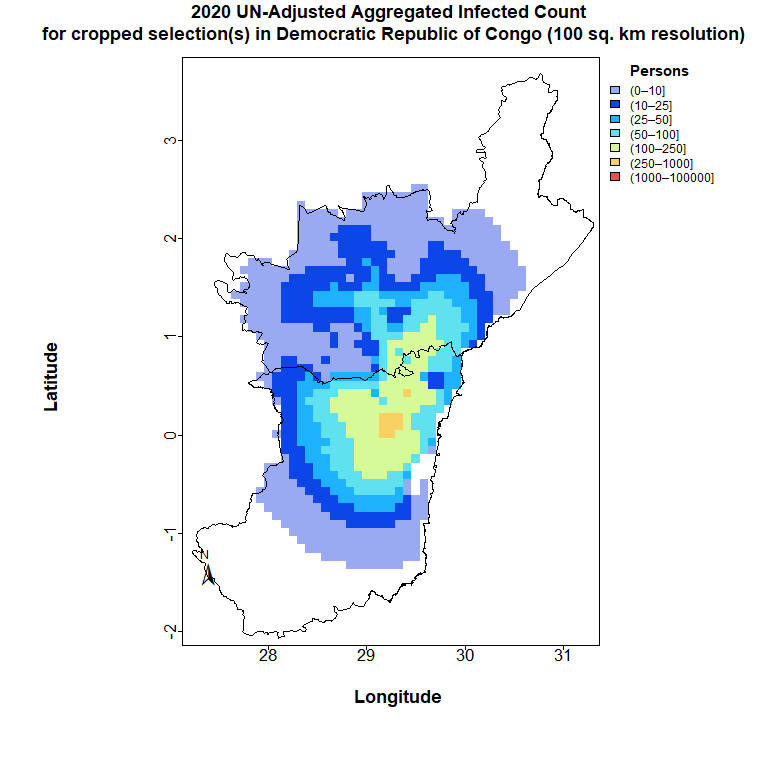 2020 UN-Adjusted Aggregated Infected Count
for cropped selection(s) in Democratic Republic of Congo (100 sq. km resolution)
Persons
(0–10]
(10–25]
(25–50]
(50–100]
(100–250]
(250–1000]
(1000–100000]
Latitude
3
2
1
0
-1
-2
N
28 29 30 31
Longitude